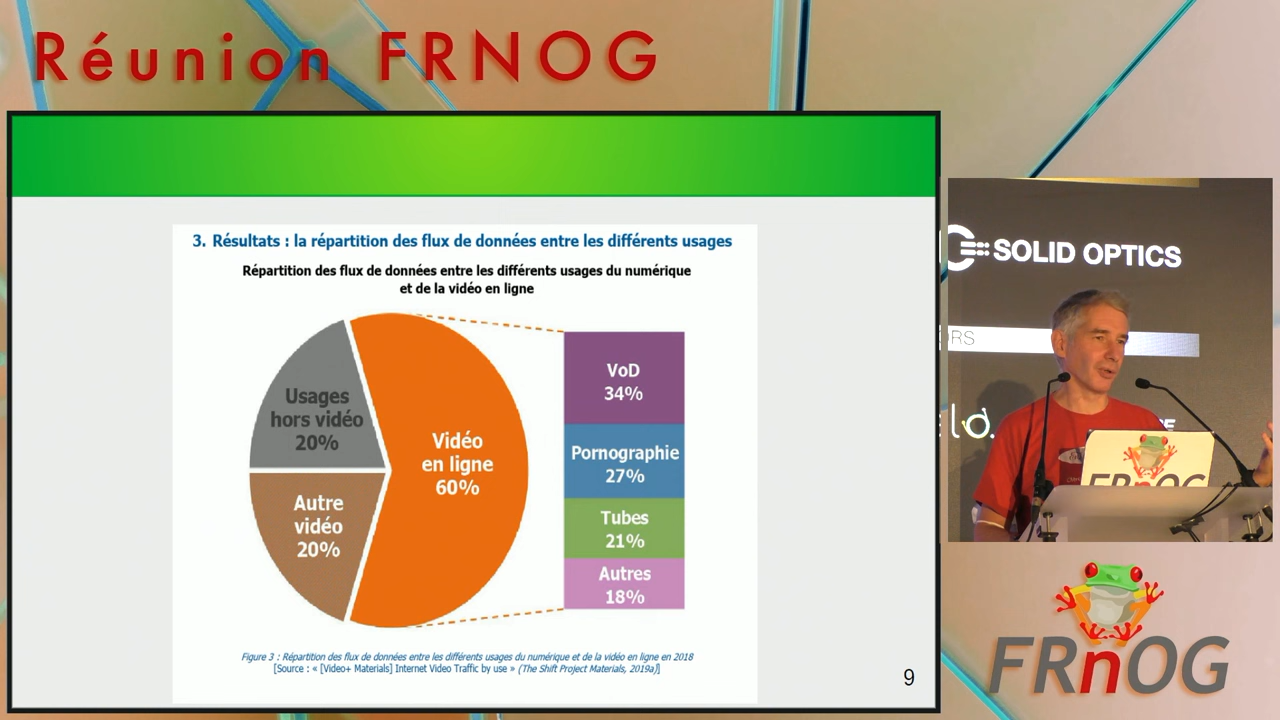 Réunion FRNOG
3. Résultats : la répartition des flux de données entre les différents usages
Répartition des flux de données entre les différents usages du numérique
et de la vidéo en ligne
Usages
hors vidéo
20%
Autre
vidéo
20%
Vidéo
en ligne
60%
VoD
34%
Pornographie
27%
Tubes
21%
Autres
18%
Figure 3 : Répartition des flux de données entre les différents usages du numérique et de la vidéo en ligne en 2018
[Source : « [Video+ Materials] Internet Video Traffic by use » (The Shift Project Materials, 2019a)]
9
SOLID OPTICS
FRnOG
FRnOG